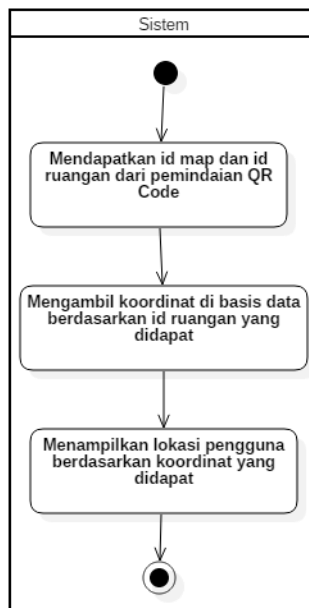 Sistem
Mendapatkan id map dan id
ruangan dari pemindaian QR
Code
Mengambil koordinat di basis data
berdasarkan id ruangan yang
didapat
Menampilkan lokasi pengguna
berdasarkan koordinat yang
didapat